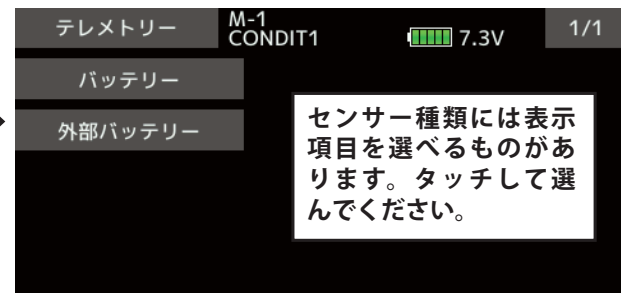 テレメトリー
M-1
CONDIT1
7.3V
1/1
バッテリー
外部バッテリー
センサー種類には表示
項目を選べるものがあ
ります。タッチして選
んでください。